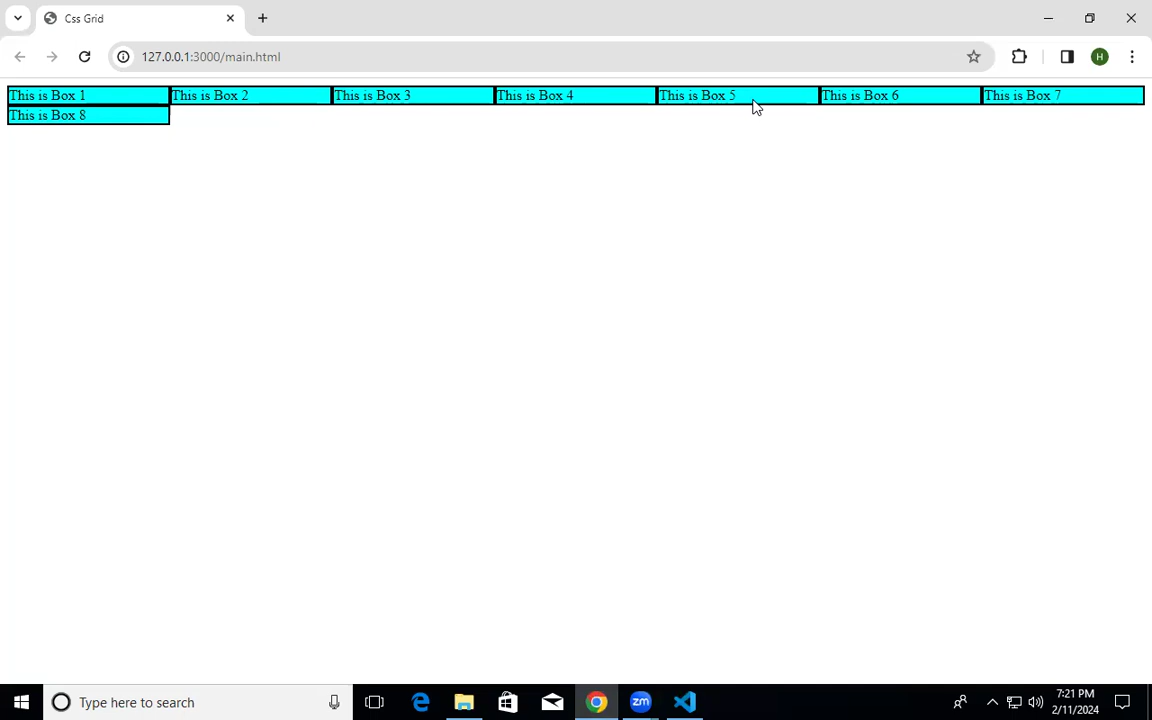 Css Grid
127.0.0.1:3000/main.html
H
This is Box 1 This is Box 2 This is Box 3 This is Box 4 This is Box 5 This is Box 6 This is Box 7
This is Box 8
Type here to search
zm
7:21 PM
2/11/2024